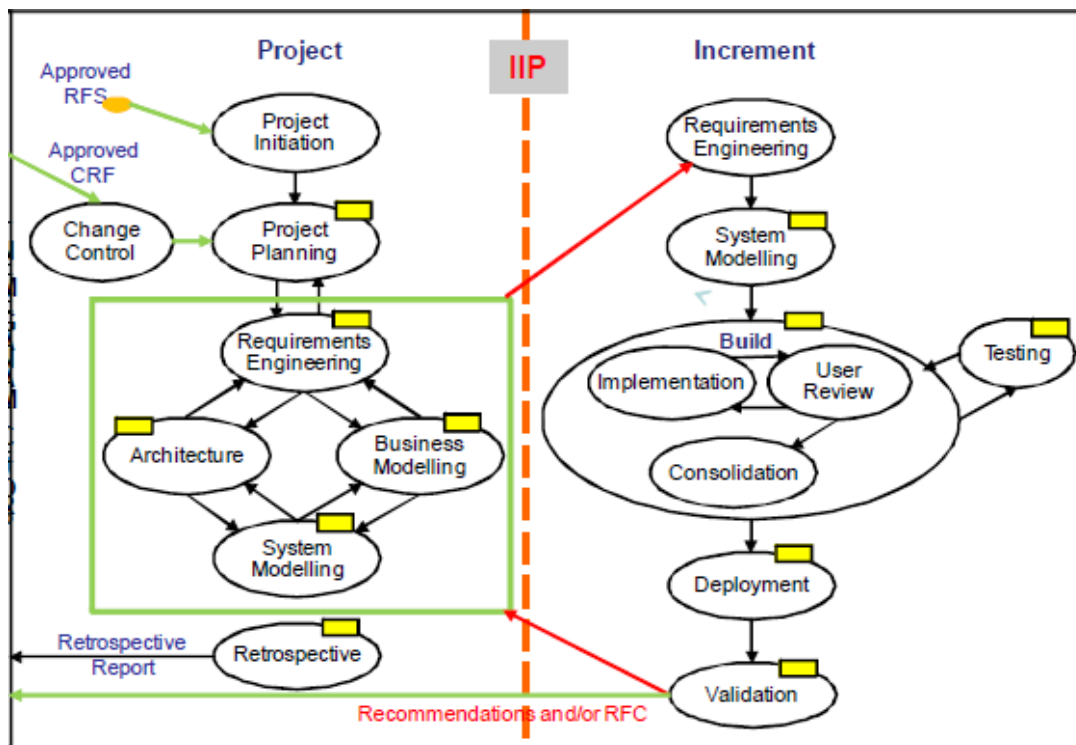 Project
IIP
Increment
Approved
RFS
Project
Initiation
Requirements
Engineering
Approved
CRF
Change
Control
Project
Planning
System
Modelling
Requirements
Engineering
Build
Implementation
User
Review
Testing
Architecture
Business
Modelling
Consolidation
System
Modelling
Deployment
Retrospective
Report
Retrospective
Validation
Recommendations and/or RFC